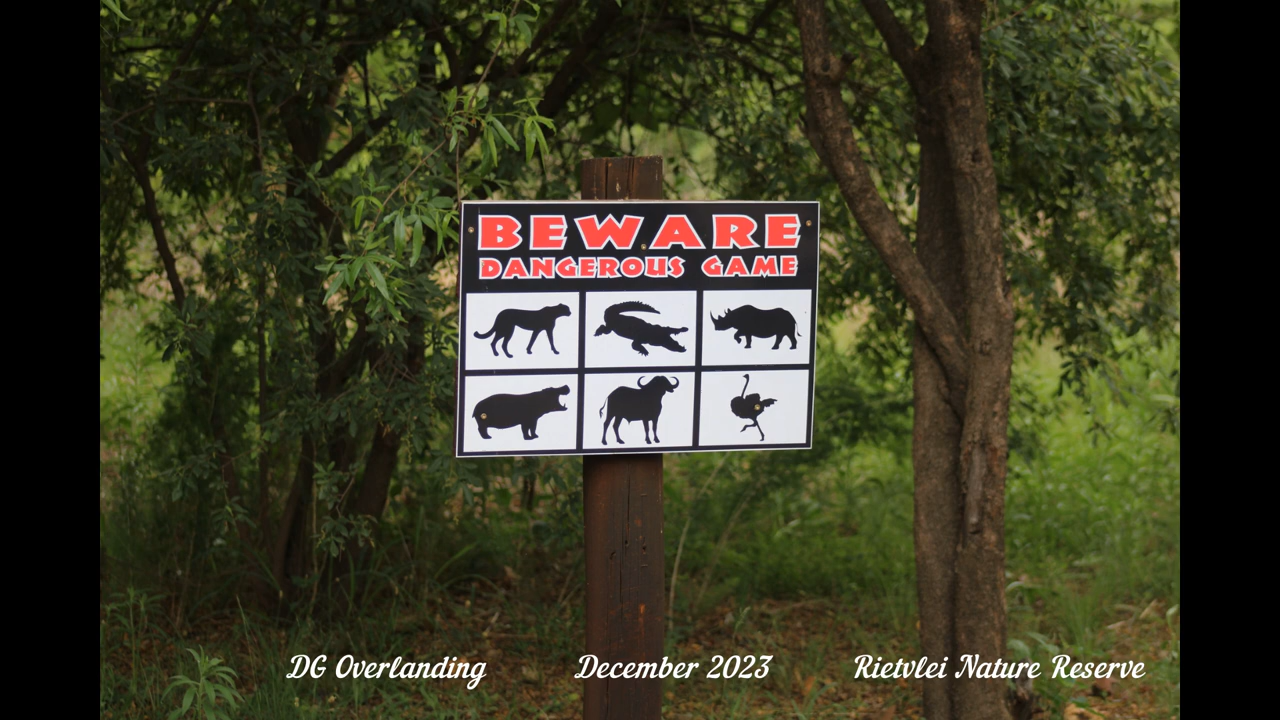 BEWARE
DANGEROUS GAME
DG Overlanding December 2023 Rietvlei Nature Reserve